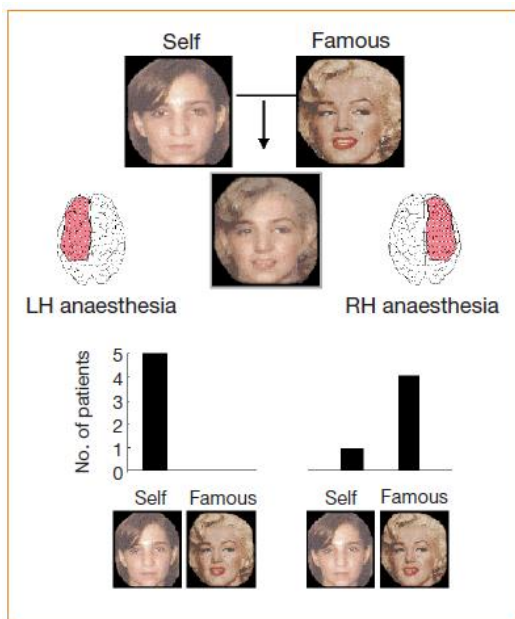 Self Famous
LH anaesthesia RH anaesthesia
No. of patients
5
4
3
2
1
0
Self Famous Self Famous